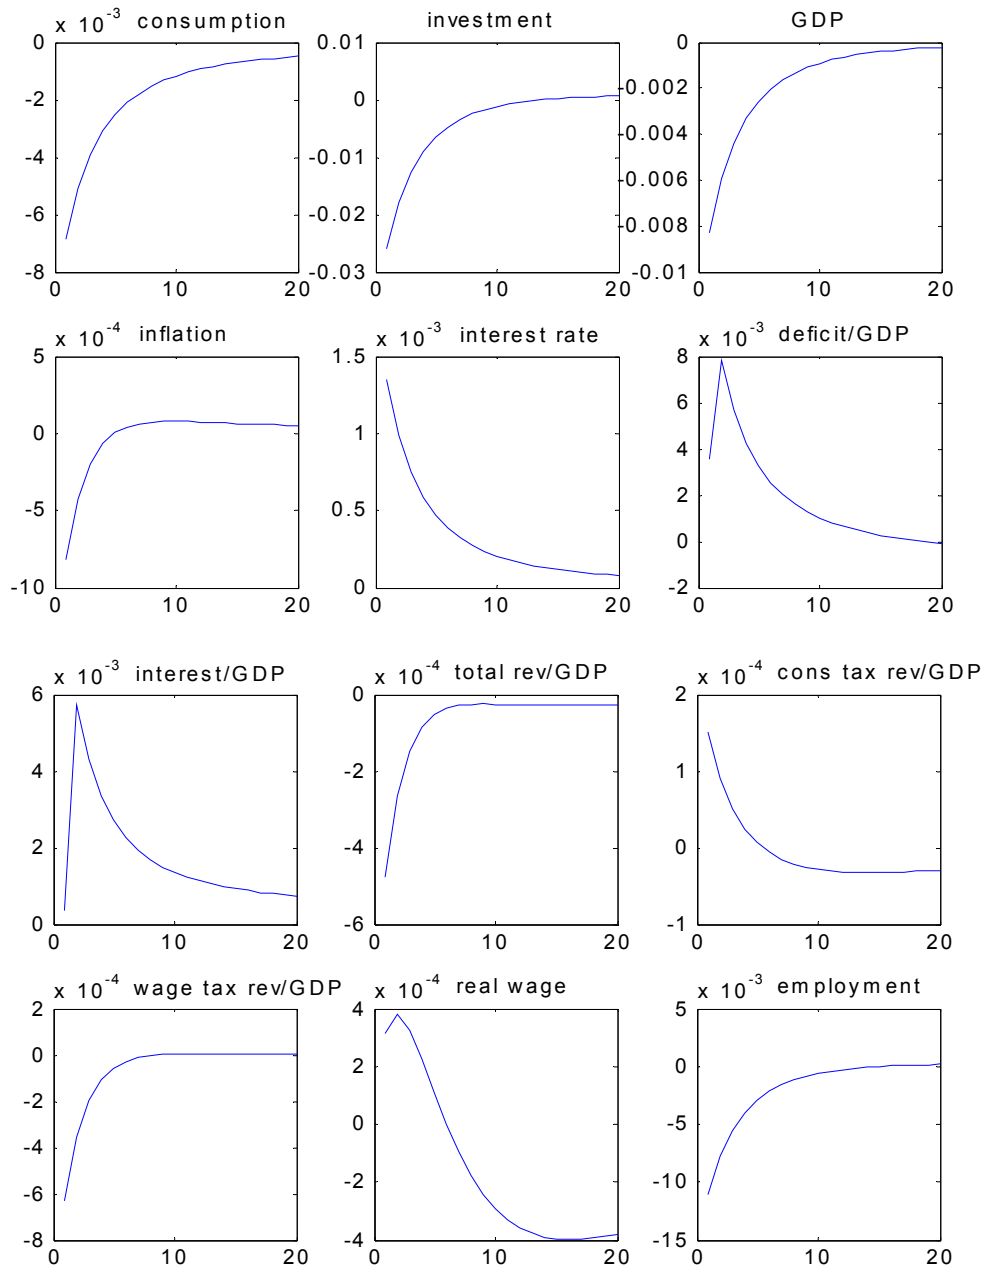 x 10^-3 consumption
investment
GDP
0
-2
-4
-6
-8
0 10 20
0.01
0
-0.01
-0.02
-0.03
0 10 20
0
-0.002
-0.004
-0.006
-0.008
-0.01
0 10 20
x 10^-4 inflation
x 10^-3 interest rate
x 10^-3 deficit/GDP
5
0
-5
-10
0 10 20
1.5
1
0.5
0
0 10 20
8
6
4
2
0
-2
0 10 20
x 10^-3 interest/GDP
x 10^-4 total rev/GDP
x 10^-4 cons tax rev/GDP
6
4
2
0
0 10 20
0
-2
-4
-6
0 10 20
2
1
0
-1
0 10 20
x 10^-4 wage tax rev/GDP
x 10^-4 real wage
x 10^-3 employment
2
0
-2
-4
-6
-8
0 10 20
4
2
0
-2
-4
0 10 20
5
0
-5
-10
-15
0 10 20